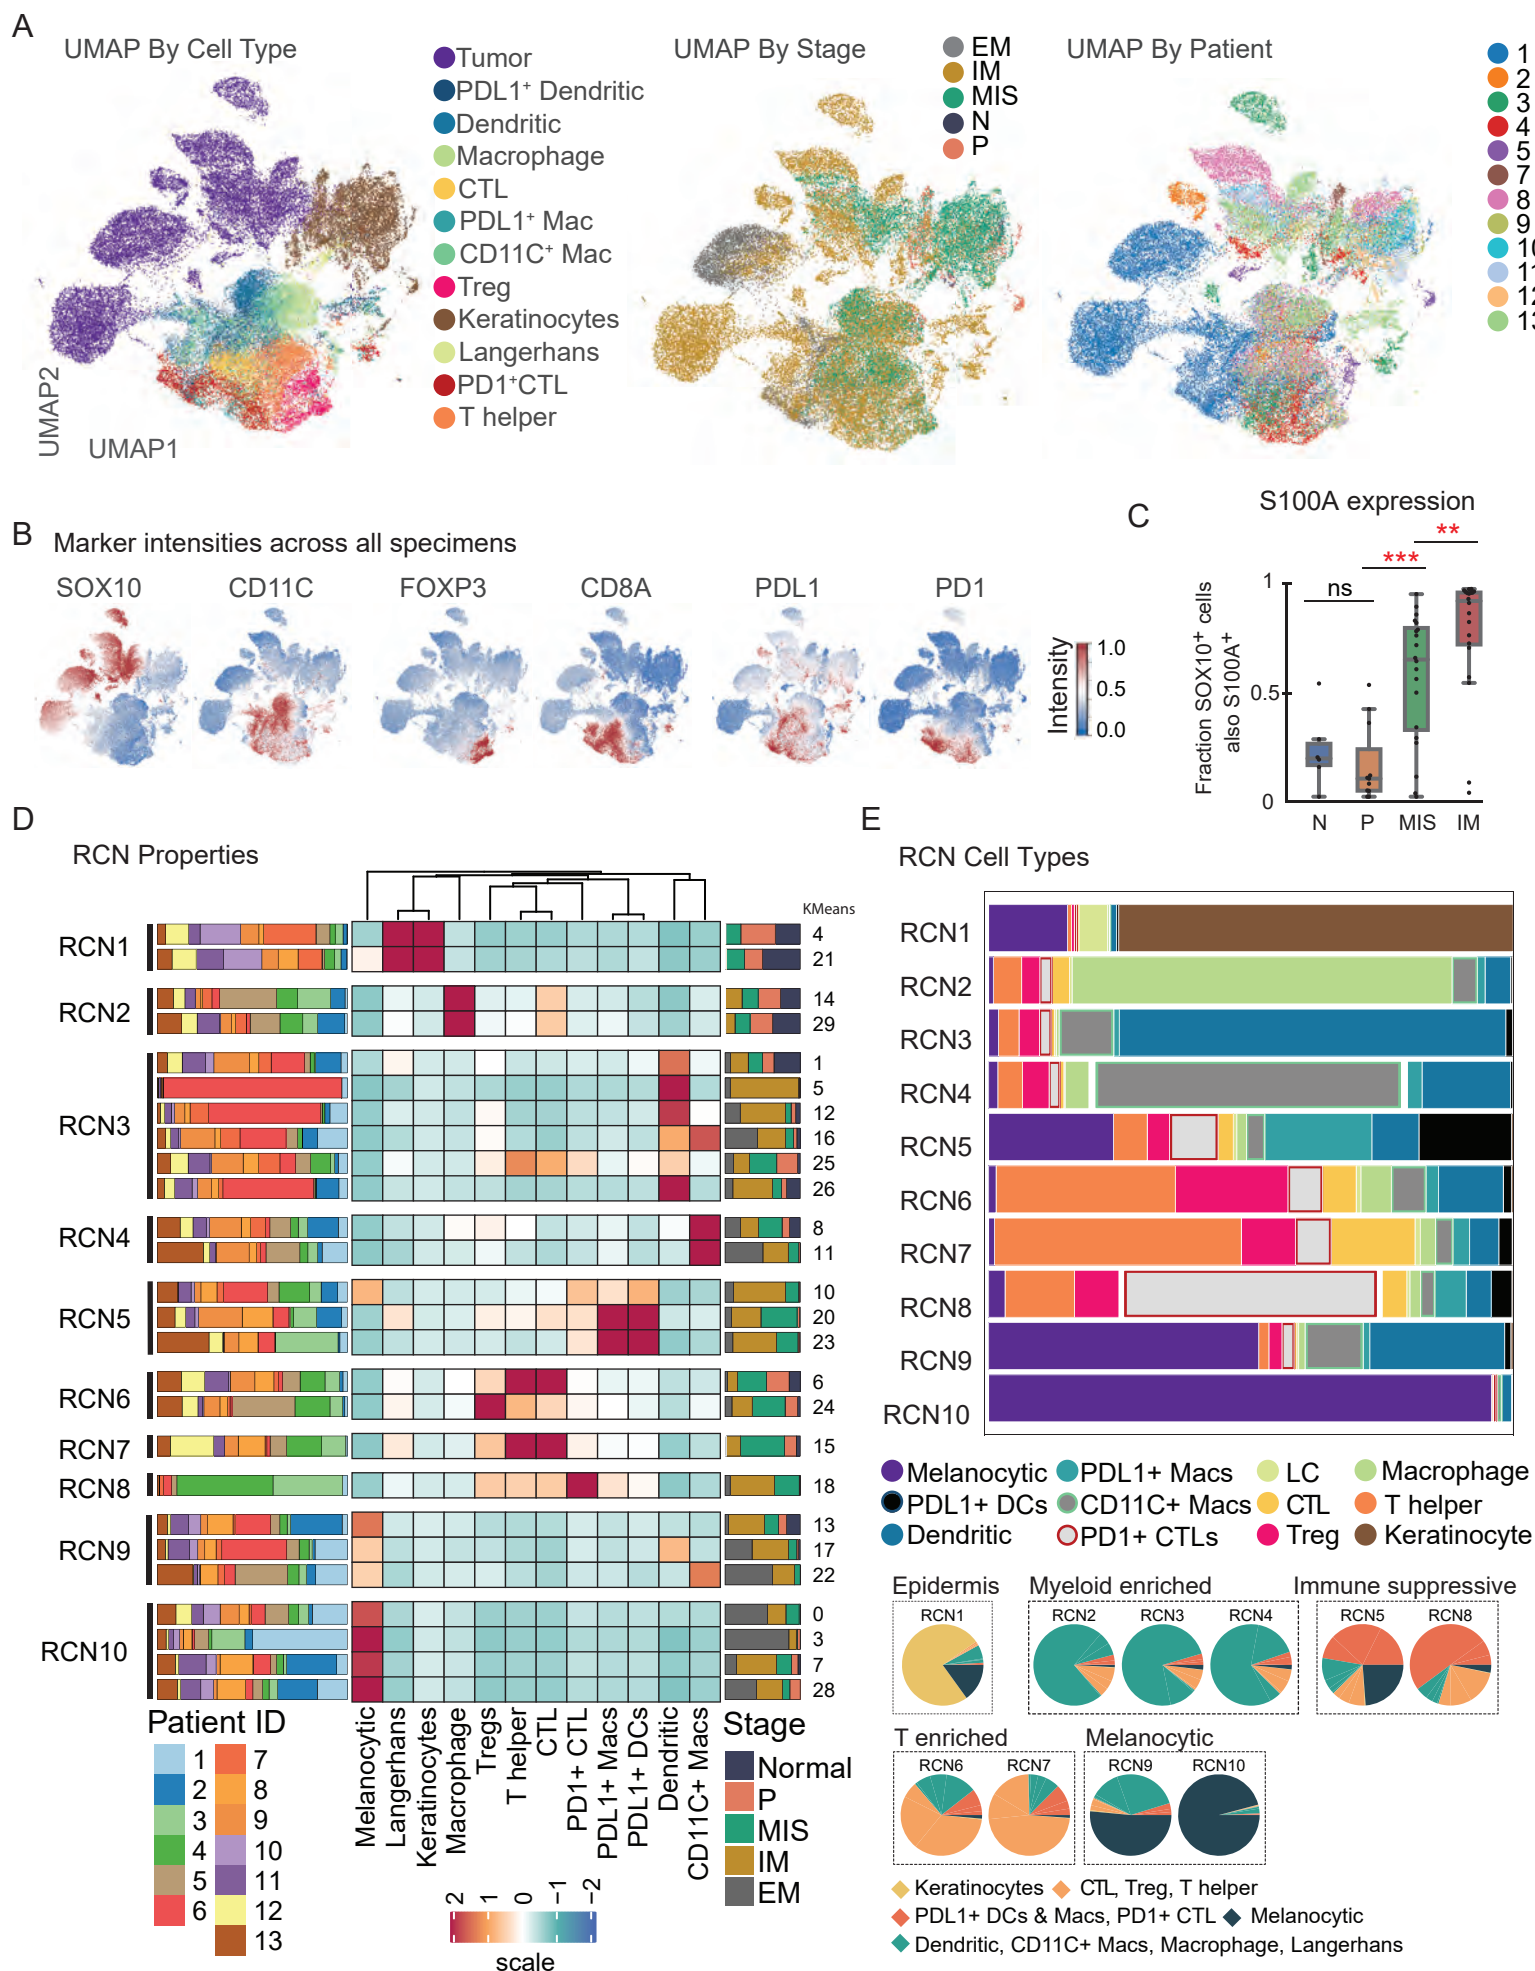 A
UMAP By Cell Type
Tumor
PDL1+ Dendritic
Dendritic
Macrophage
CTL
PDL1+ Mac
CD11C+ Mac
Treg
Keratinocytes
Langerhans
PD1+CTL
T helper
UMAP2
UMAP1
UMAP By Stage
EM
IM
MIS
N
P
UMAP By Patient
1
2
3
4
5
7
8
9
10
11
12
13
B
Marker intensities across all specimens
SOX10
CD11C
FOXP3
CD8A
PDL1
PD1
Intensity
1.0
0.5
0.0
C
S100A expression
**
***
ns
1
0.5
0
Fraction SOX10+ cells
also S100A+
N P MIS IM
D
RCN Properties
KMeans
RCN1
4
21
RCN2
14
29
RCN3
1
5
12
16
25
26
RCN4
8
11
RCN5
10
20
23
RCN6
6
24
RCN7
15
RCN8
18
RCN9
13
17
22
RCN10
0
3
7
28
Melanocytic
Langerhans
Keratinocytes
Macrophage
Tregs
T helper
CTL
PD1+ CTL
PDL1+ Macs
PDL1+ DCs
Dendritic
CD11C+ Macs
Patient ID
1
2
3
4
5
6
7
8
9
10
11
12
13
2 1 0 −1 −2
scale
Stage
Normal
P
MIS
IM
EM
E
RCN Cell Types
RCN1
RCN2
RCN3
RCN4
RCN5
RCN6
RCN7
RCN8
RCN9
RCN10
Melanocytic PDL1+ Macs LC Macrophage
PDL1+ DCs CD11C+ Macs CTL T helper
Dendritic PD1+ CTLs Treg Keratinocyte
Epidermis Myeloid enriched Immune suppressive
RCN1 RCN2 RCN3 RCN4 RCN5 RCN8
T enriched Melanocytic
RCN6 RCN7 RCN9 RCN10
Keratinocytes CTL, Treg, T helper
PDL1+ DCs & Macs, PD1+ CTL Melanocytic
Dendritic, CD11C+ Macs, Macrophage, Langerhans